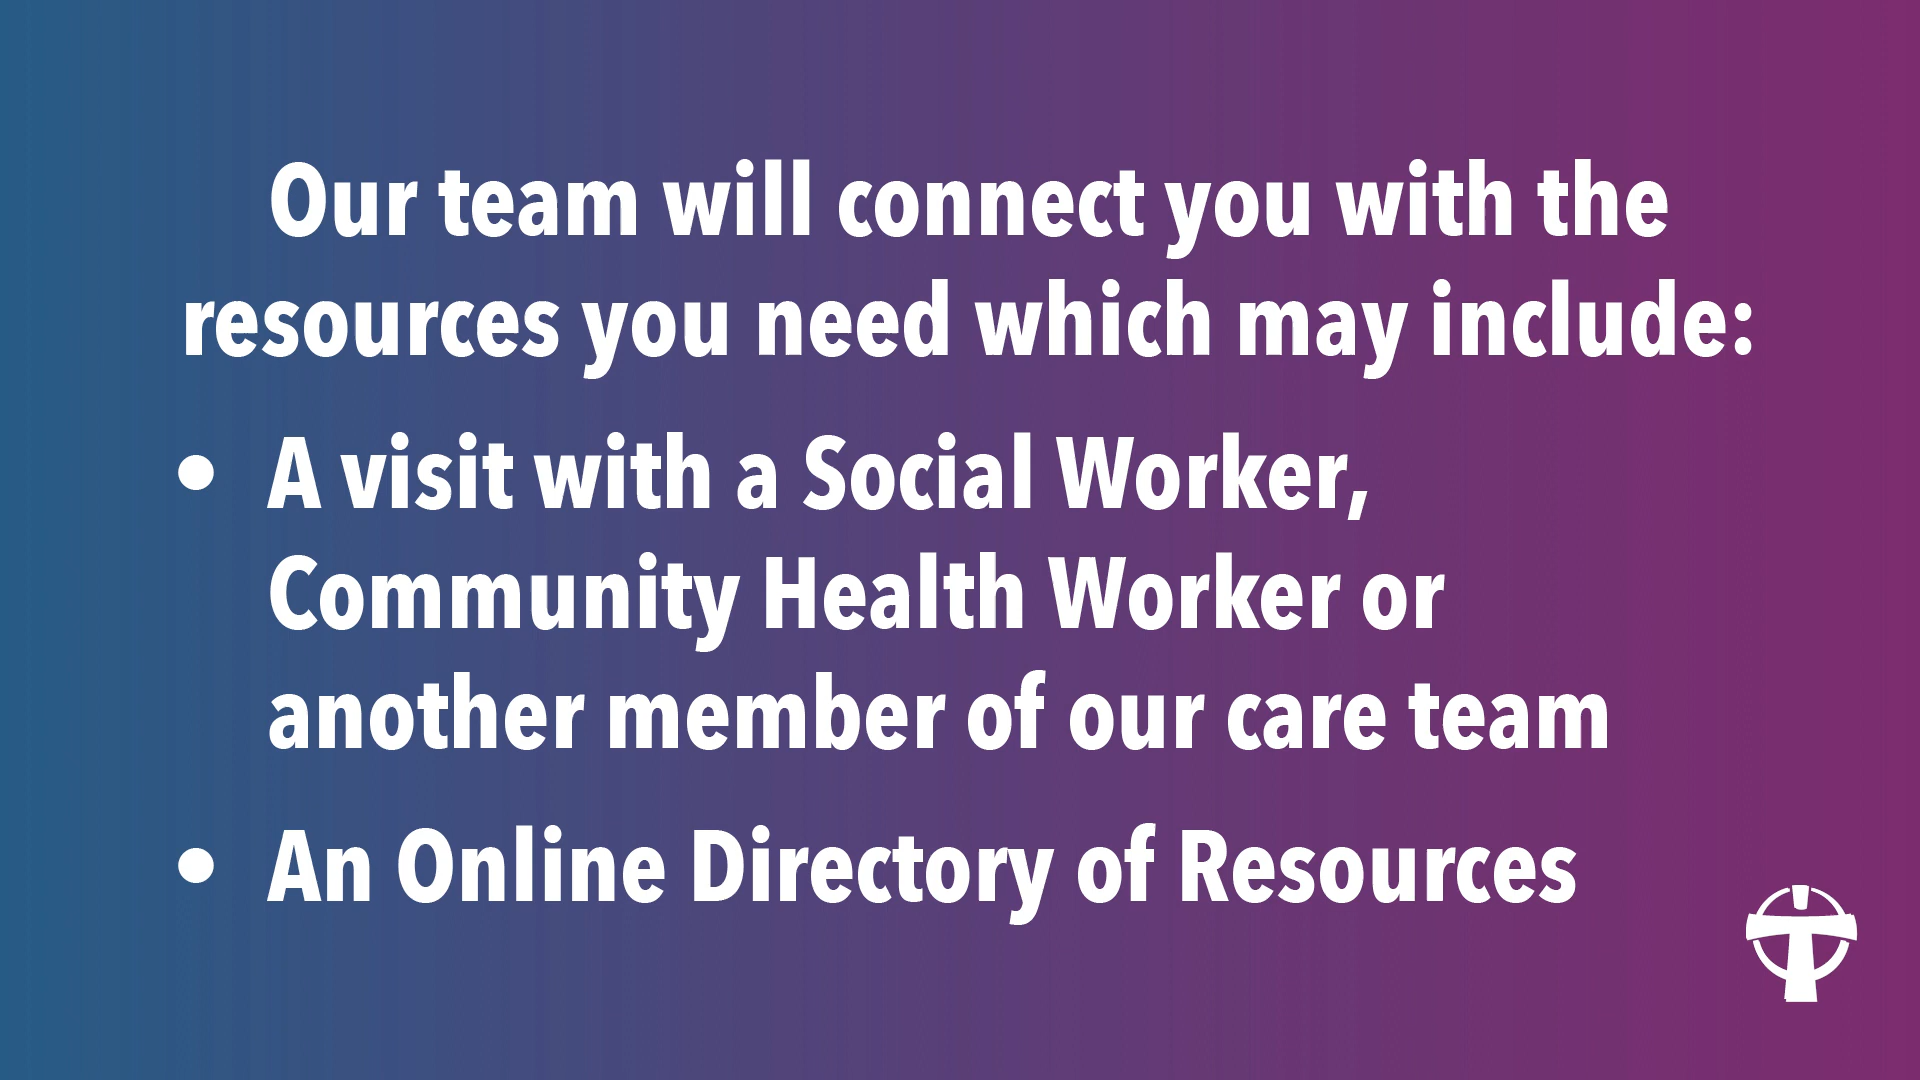 Our team will connect you with the
resources you need which may include:
• A visit with a Social Worker,
Community Health Worker or
another member of our care team
• An Online Directory of Resources